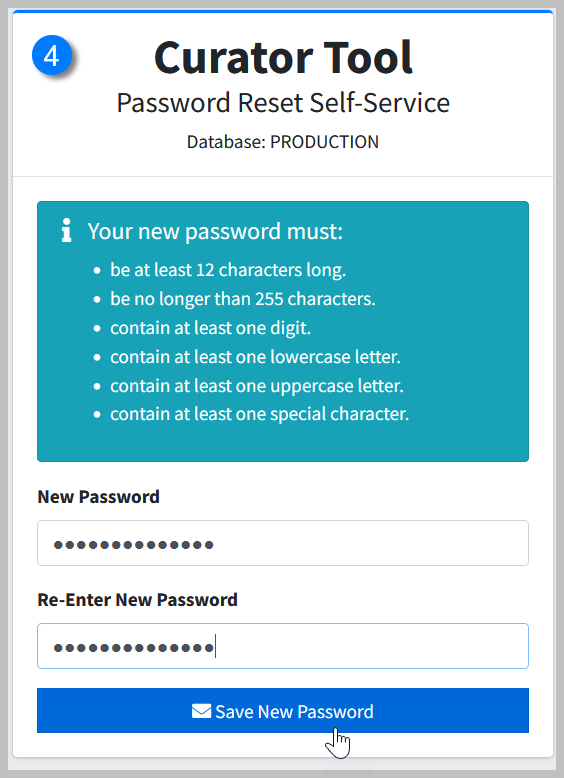 4
Curator Tool
Password Reset Self-Service
Database: PRODUCTION
Your new password must:
• be at least 12 characters long.
• be no longer than 255 characters.
• contain at least one digit.
• contain at least one lowercase letter.
• contain at least one uppercase letter.
• contain at least one special character.
New Password
••••••••••••••
Re-Enter New Password
••••••••••••••
Save New Password